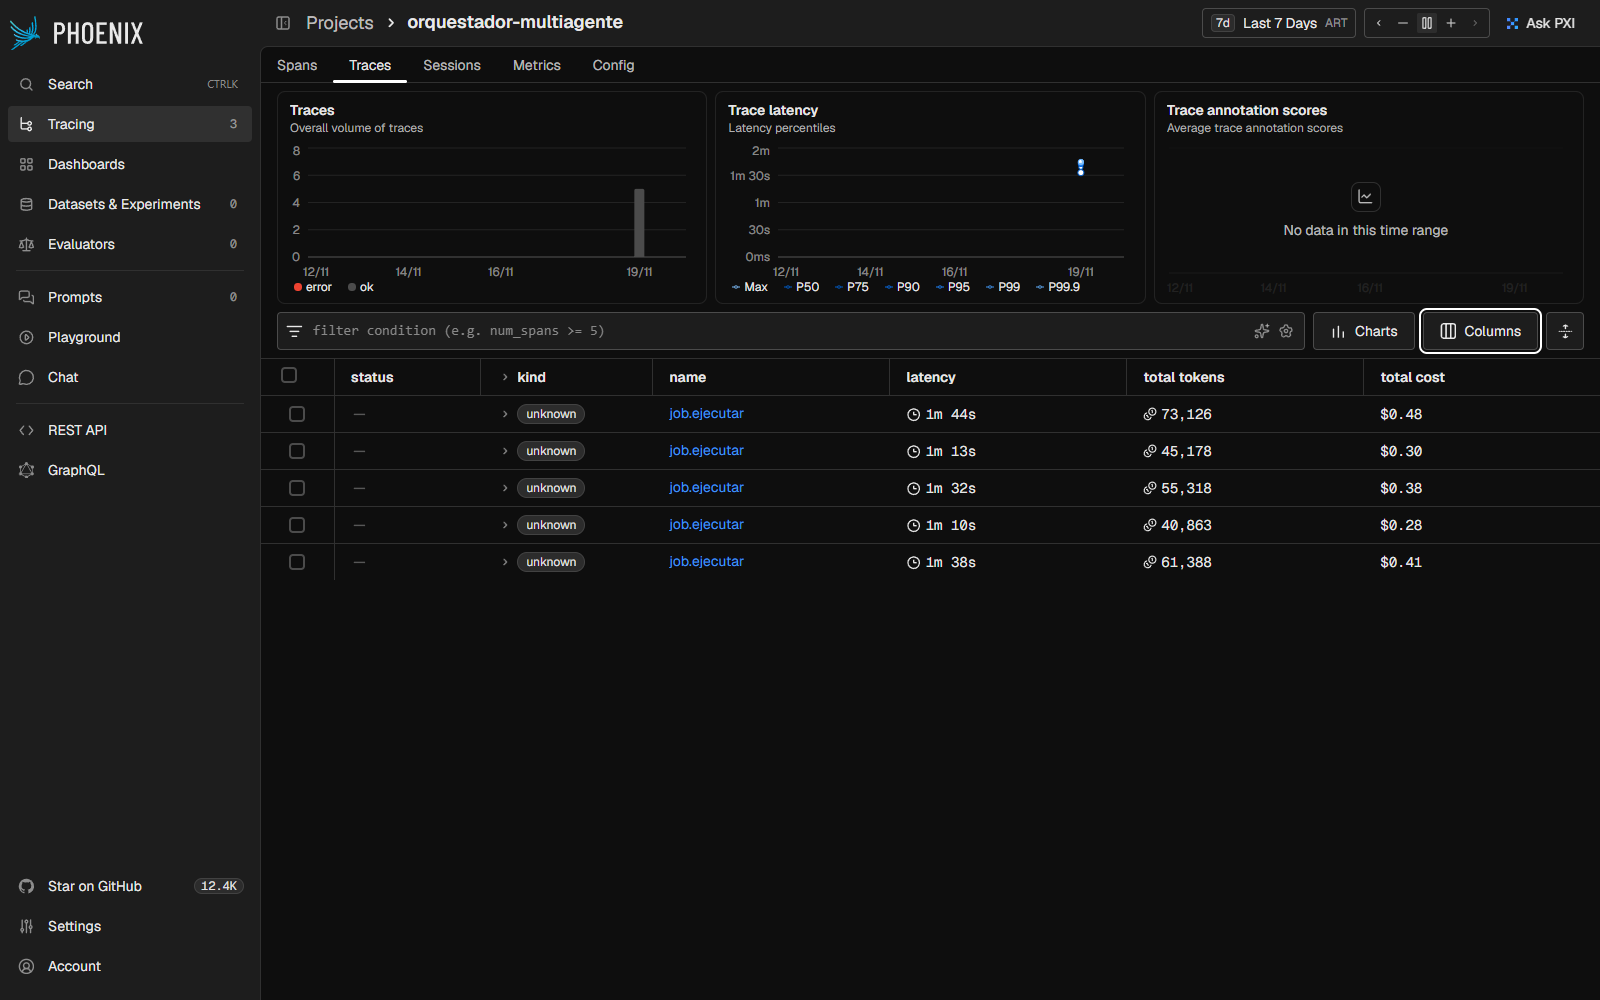 PHOENIX
Search CTRLK
Tracing 3
Dashboards
Datasets & Experiments 0
Evaluators 0
Prompts 0
Playground
Chat
REST API
GraphQL
Star on GitHub 12.4K
Settings
Account
Projects › orquestador-multiagente
7d Last 7 Days ART
Ask PXI
Spans Traces Sessions Metrics Config
Traces
Overall volume of traces
8
6
4
2
0
12/11 14/11 16/11 19/11
error ok
Trace latency
Latency percentiles
2m
1m 30s
1m
30s
0ms
12/11 14/11 16/11 19/11
Max P50 P75 P90 P95 P99 P99.9
Trace annotation scores
Average trace annotation scores
No data in this time range
12/11 14/11 16/11 19/11
filter condition (e.g. num_spans >= 5)
Charts
Columns
status kind name latency total tokens total cost
— unknown job.ejecutar 1m 44s 73,126 $0.48
— unknown job.ejecutar 1m 13s 45,178 $0.30
— unknown job.ejecutar 1m 32s 55,318 $0.38
— unknown job.ejecutar 1m 10s 40,863 $0.28
— unknown job.ejecutar 1m 38s 61,388 $0.41